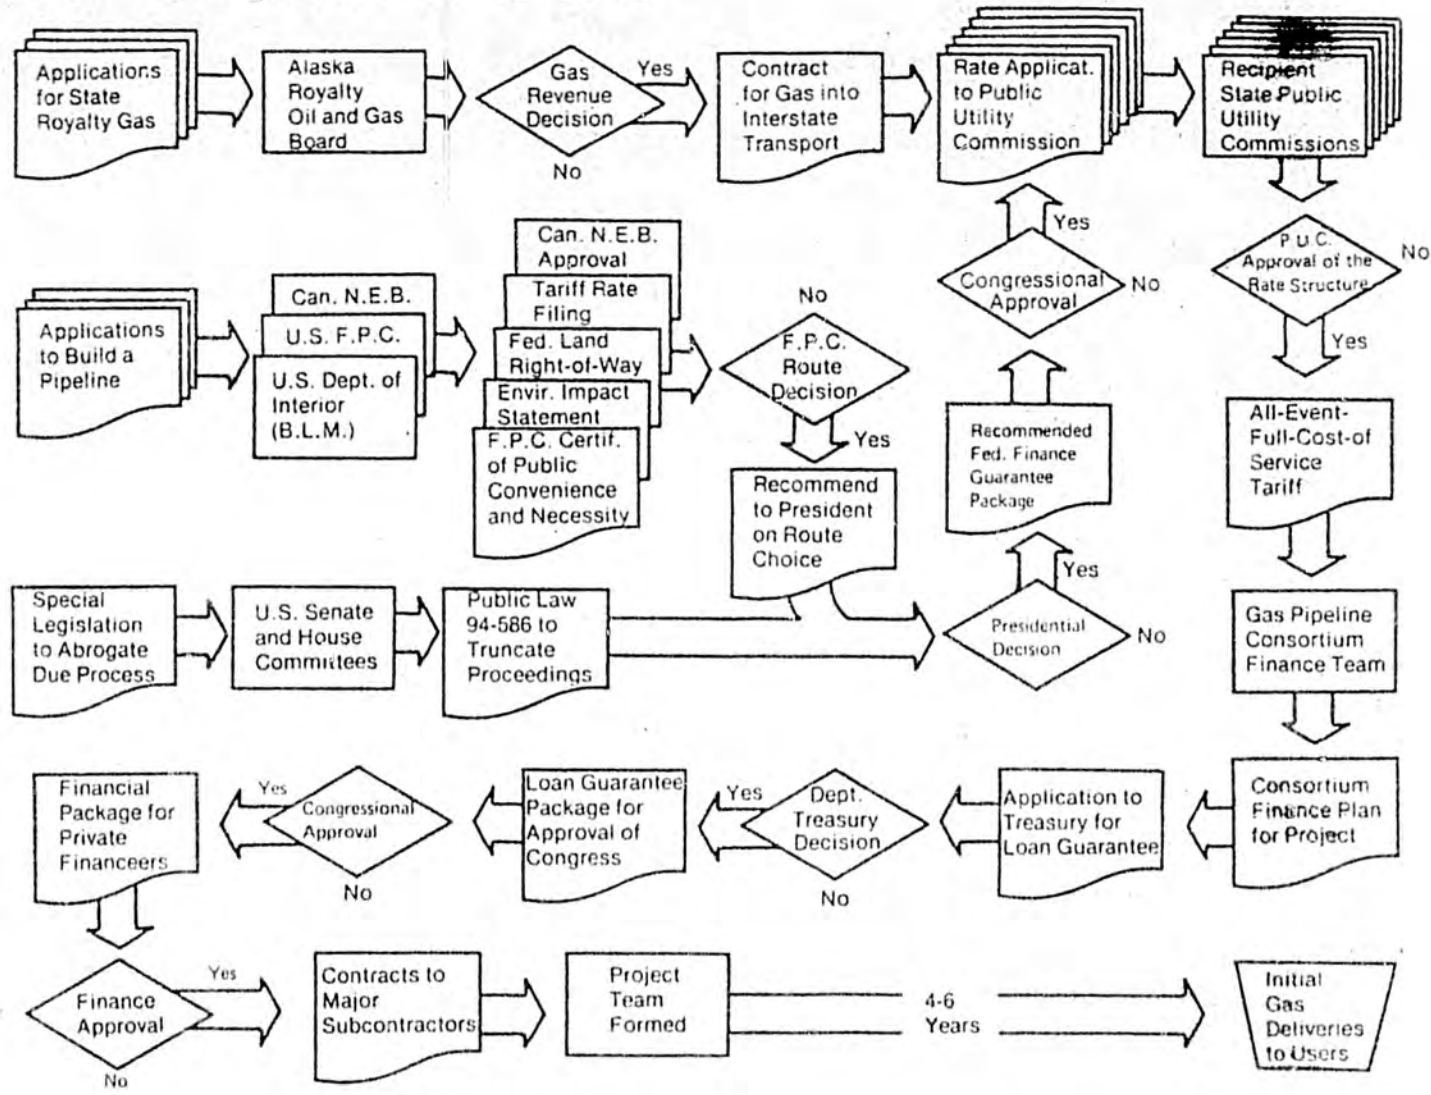 Applications
for State
Royalty Gas
Alaska
Royalty
Oil and Gas
Board
Gas
Revenue
Decision
Yes
No
Contract
for Gas into
Interstate
Transport
Rate Applicat.
to Public
Utility
Commission
Recipient
State Public
Utility
Commissions
P.U.C.
Approval of the
Rate Structure
No
Yes
Applications
to Build a
Pipeline
Can. N.E.B.
U.S. F.P.C.
U.S. Dept. of
Interior
(B.L.M.)
Can. N.E.B.
Approval
Tariff Rate
Filing
Fed. Land
Right-of-Way
Envir. Impact
Statement
F.P.C. Certif.
of Public
Convenience
and Necessity
No
F.P.C.
Route
Decision
Yes
Recommend
to President
on Route
Choice
Yes
Congressional
Approval
No
Recommended
Fed. Finance
Guarantee
Package
Yes
Presidential
Decision
No
All-Event-
Full-Cost-of
Service
Tariff
Special
Legislation
to Abrogate
Due Process
U.S. Senate
and House
Committees
Public Law
94-586 to
Truncate
Proceedings
Gas Pipeline
Consortium
Finance Team
Consortium
Finance Plan
for Project
Application to
Treasury for
Loan Guarantee
Dept.
Treasury
Decision
Yes
No
Loan Guarantee
Package for
Approval of
Congress
Congressional
Approval
Yes
No
Financial
Package for
Private
Financeers
Finance
Approval
Yes
No
Contracts to
Major
Subcontractors
Project
Team
Formed
4-6
Years
Initial
Gas
Deliveries
to Users